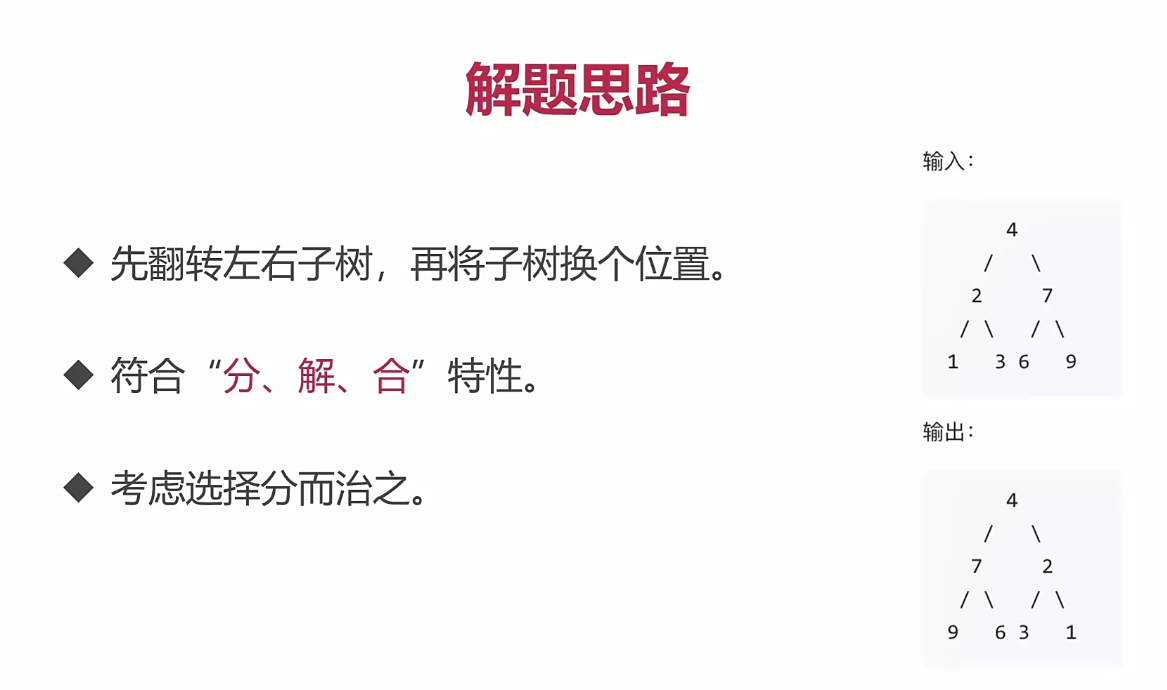 解题思路
◆ 先翻转左右子树，再将子树换个位置。
◆ 符合“分、解、合”特性。
◆ 考虑选择分而治之。
输入：
4
/ \
2 7
/ \ / \
1 3 6 9
输出：
4
/ \
7 2
/ \ / \
9 6 3 1